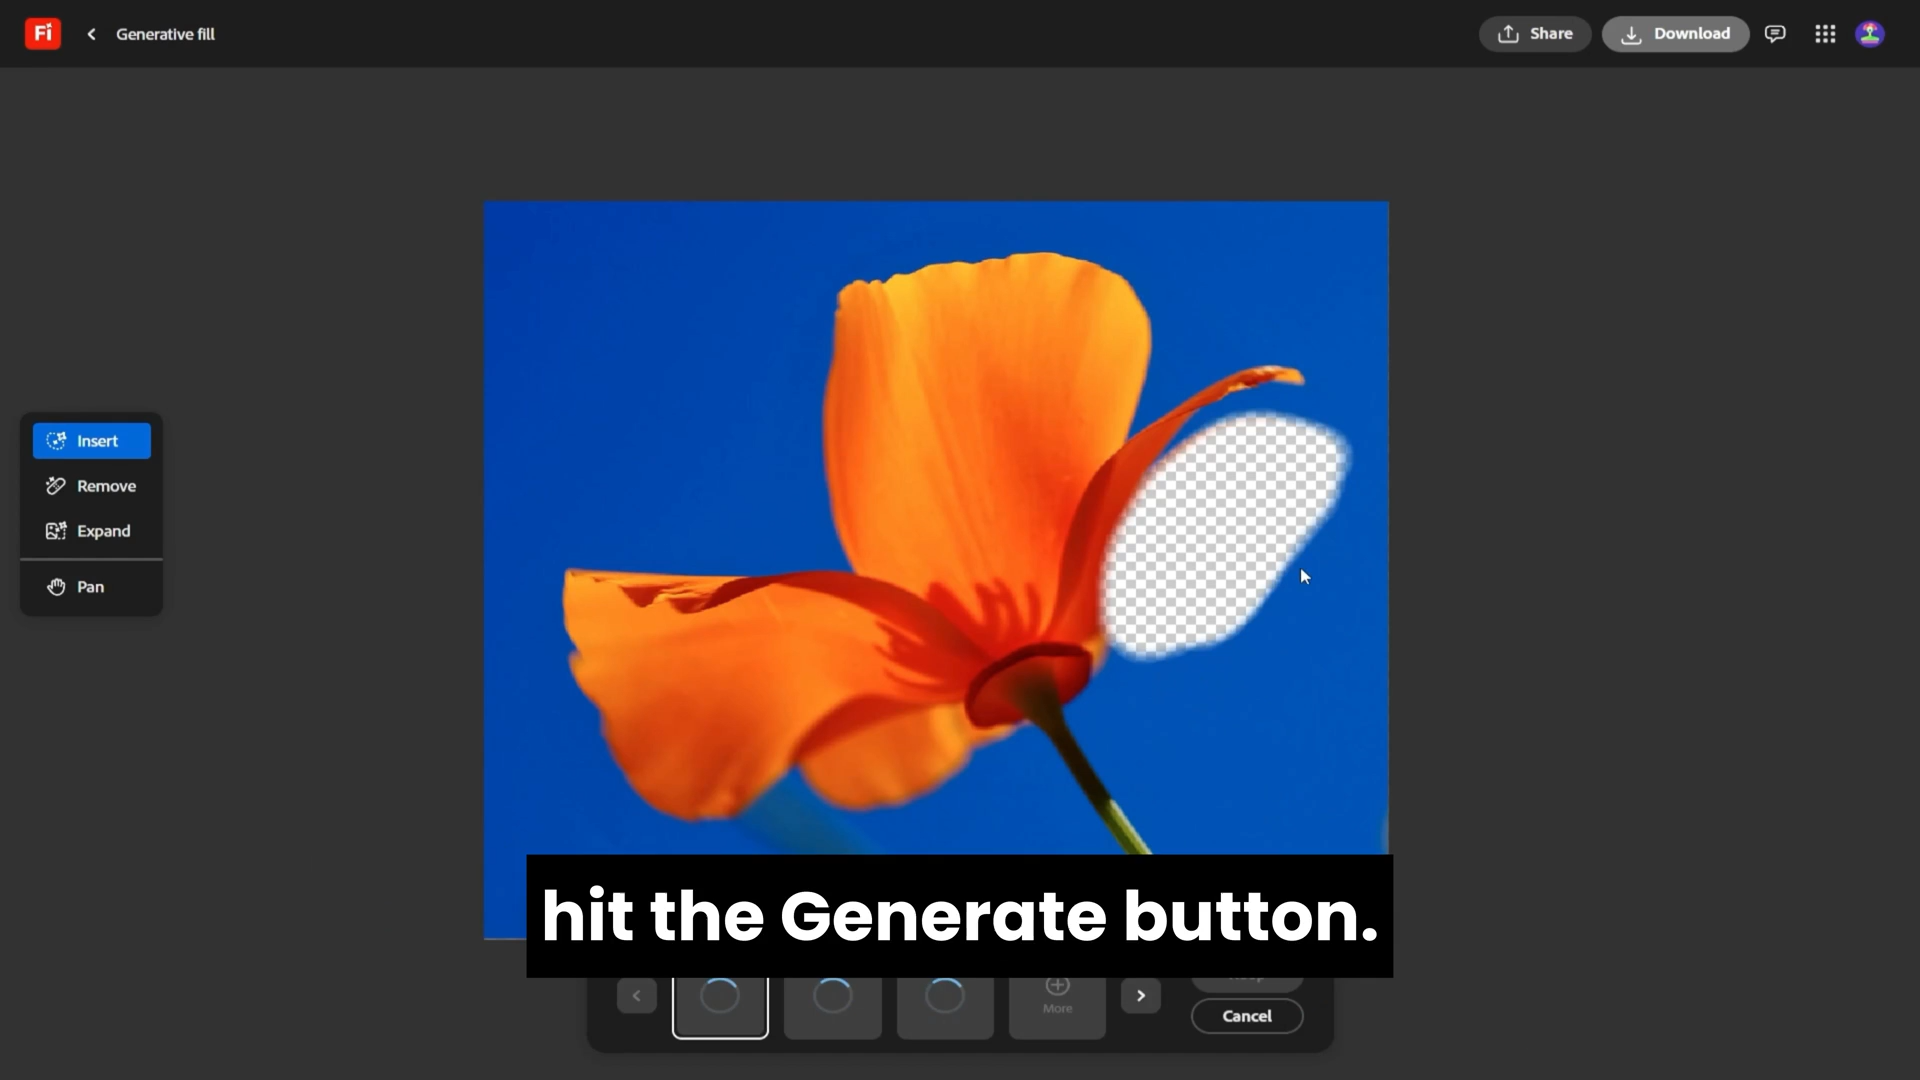 Fi
Generative fill
Share
Download
Insert
Remove
Expand
Pan
hit the Generate button.
More
Cancel